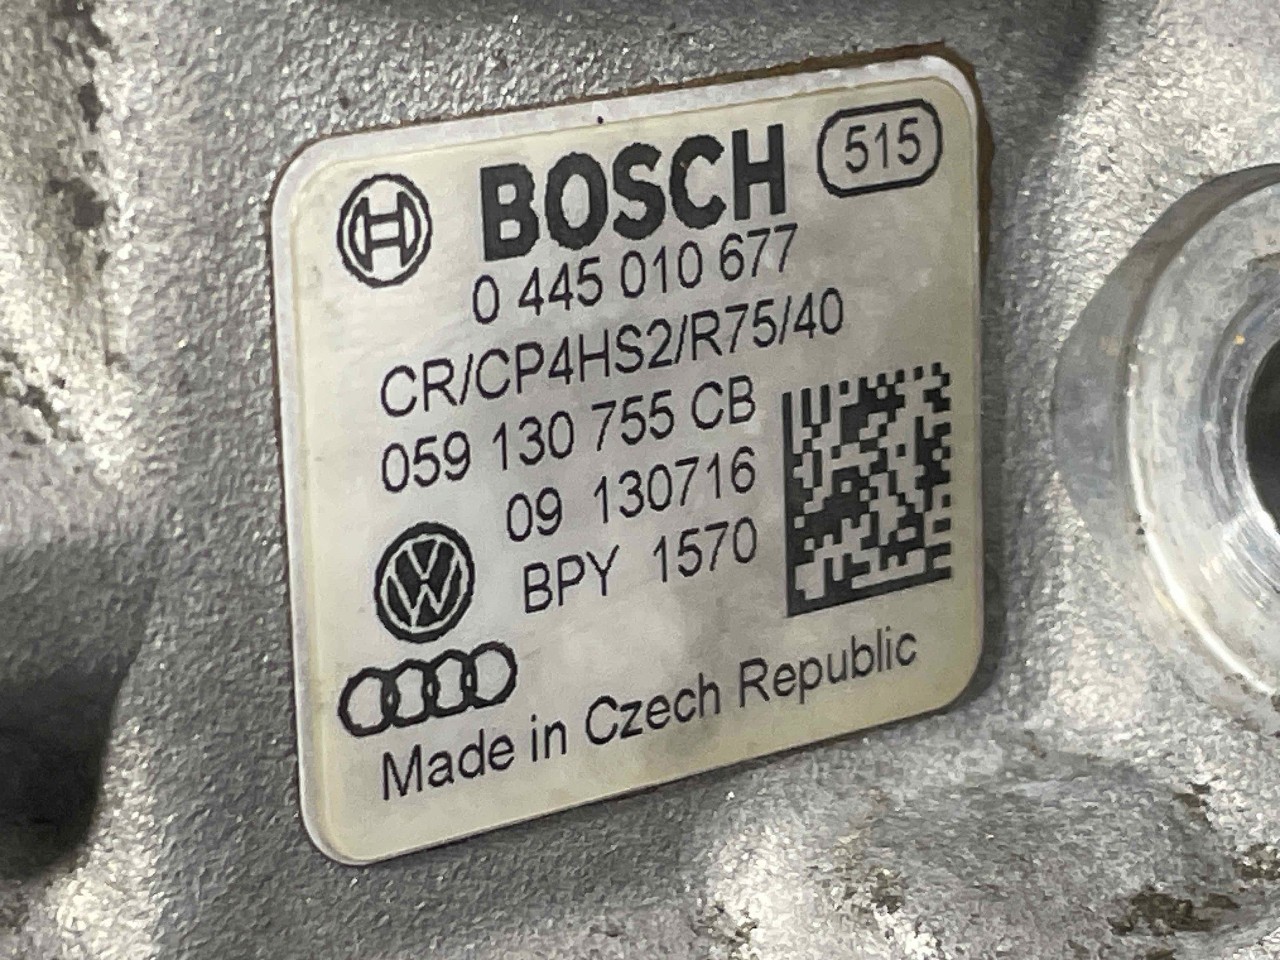 BOSCH 515
0 445 010 677
CR/CP4HS2/R75/40
059 130 755 CB
09 130716
BPY 1570
Made in Czech Republic